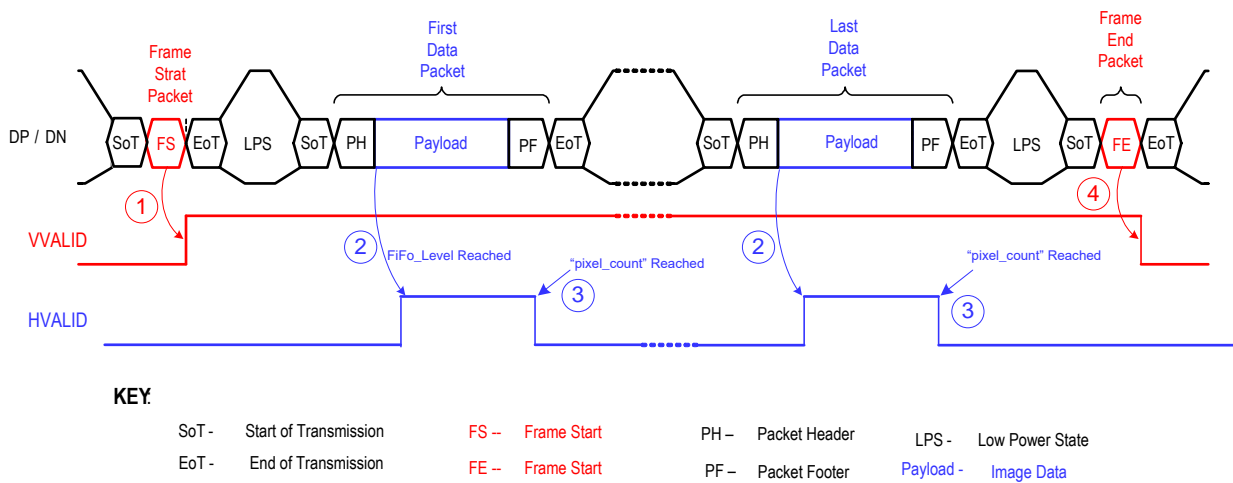 First
Data
Packet
Last
Data
Packet
Frame
End
Packet
Frame
Strat
Packet
DP / DN
SoT
FS
EoT
LPS
SoT
PH
Payload
PF
EoT
SoT
PH
Payload
PF
EoT
LPS
SoT
FE
EoT
1
4
VVALID
2
FiFo_Level Reached
"pixel_count" Reached
2
"pixel_count" Reached
3
3
HVALID
KEY:
SoT - Start of Transmission
FS -- Frame Start
PH – Packet Header
LPS - Low Power State
EoT - End of Transmission
FE -- Frame Start
PF – Packet Footer
Payload - Image Data